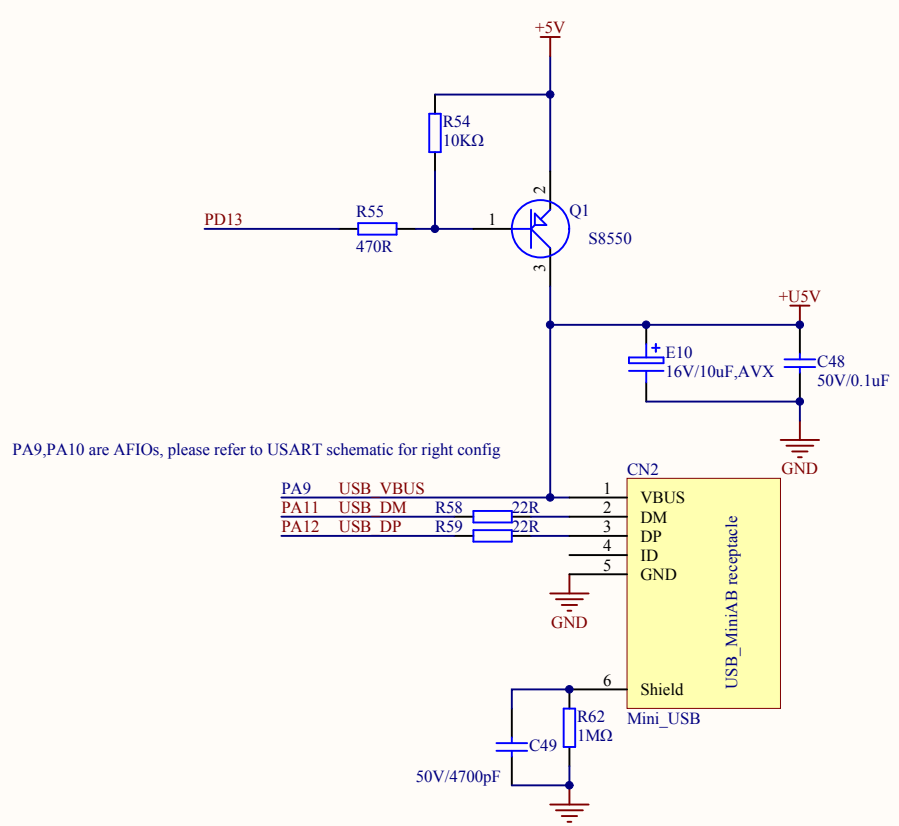 +5V
R54
10KΩ
2
PD13
R55
470R
1
Q1
S8550
3
+U5V
E10
16V/10uF,AVX
C48
50V/0.1uF
GND
PA9,PA10 are AFIOs, please refer to USART schematic for right config
CN2
PA9 USB_VBUS 1 VBUS
PA11 USB_DM R58 22R 2 DM
PA12 USB_DP R59 22R 3 DP
4 ID
5 GND
GND
USB_MiniAB receptacle
6 Shield
Mini_USB
R62
1MΩ
C49
50V/4700pF